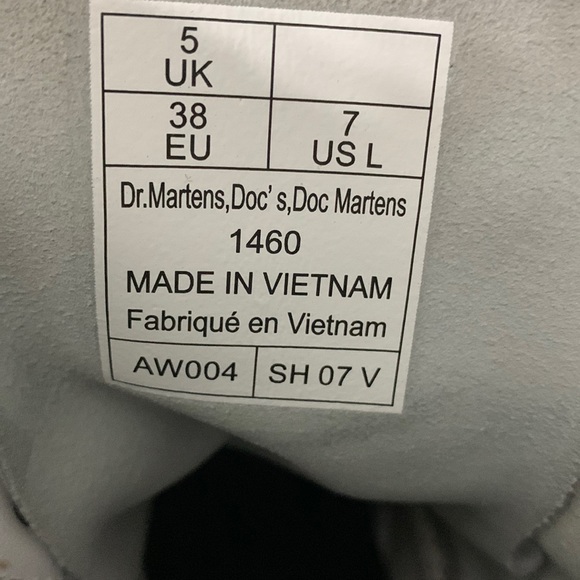 5
UK
38
EU
7
US L
Dr.Martens,Doc's,Doc Martens
1460
MADE IN VIETNAM
Fabriqué en Vietnam
AW004
SH 07 V